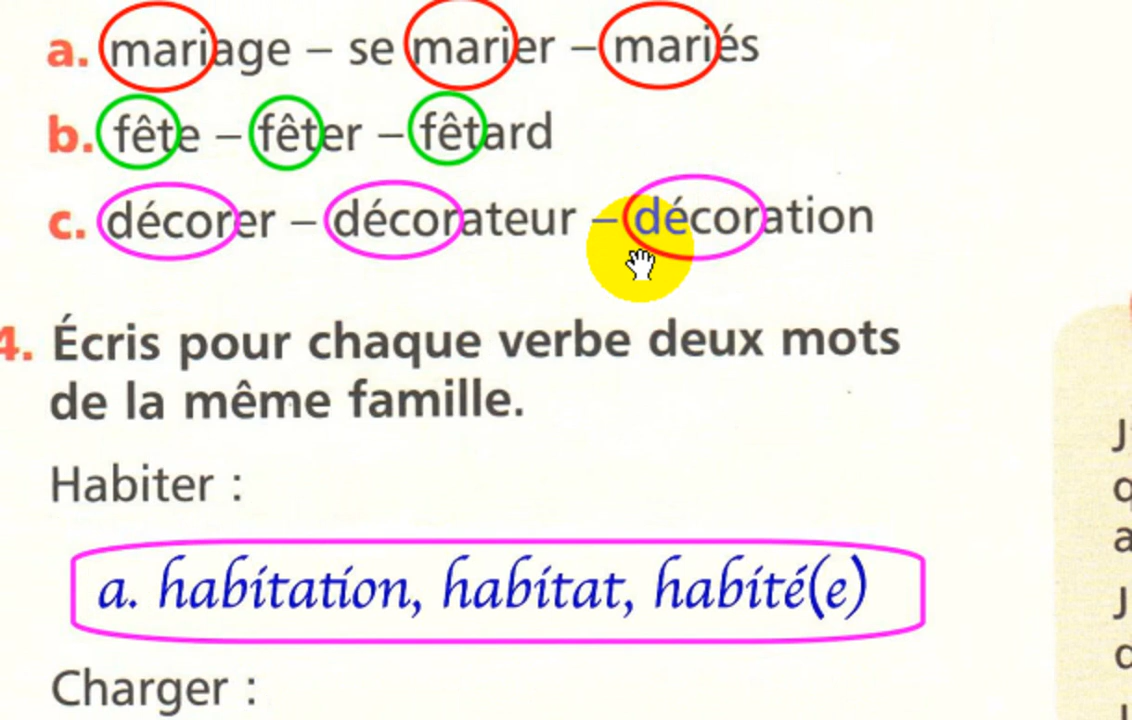 a. mariage – se marier – mariés
b. fête – fêter – fêtard
c. décorer – décorateur – décoration
4. Écris pour chaque verbe deux mots
de la même famille.
Habiter :
a. habitation, habitat, habité(e)
Charger :